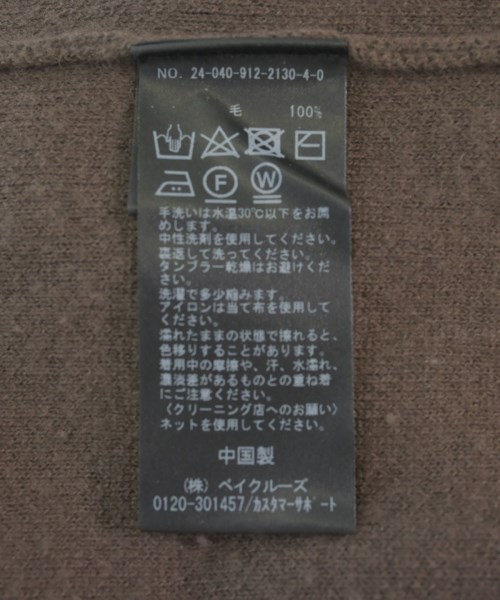 NO. 24-040-912-2130-4-0
毛 100%
F W
手洗いは水温30℃以下をお薦
めします。
中性洗剤を使用してください。
裏返して洗ってください。
タンブラー乾燥はお避けくだ
さい。
洗濯で多少縮みます。
アイロンは当て布を使用して
ください。
濡れたままの状態で擦れると、
色移りすることがあります。
着用中の摩擦や、汗、水濡れ、
濃淡差があるものとの重ね着
にご注意ください。
〈クリーニング店へのお願い〉
ネットを使用してください。
中国製
(株) ベイクルーズ
0120-301457/カスタマーサポート